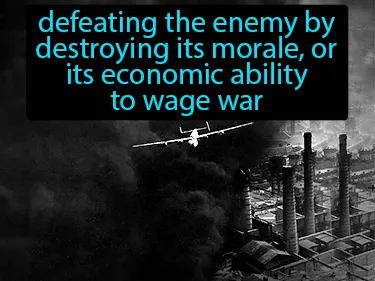 defeating the enemy by
destroying its morale, or
its economic ability
to wage war